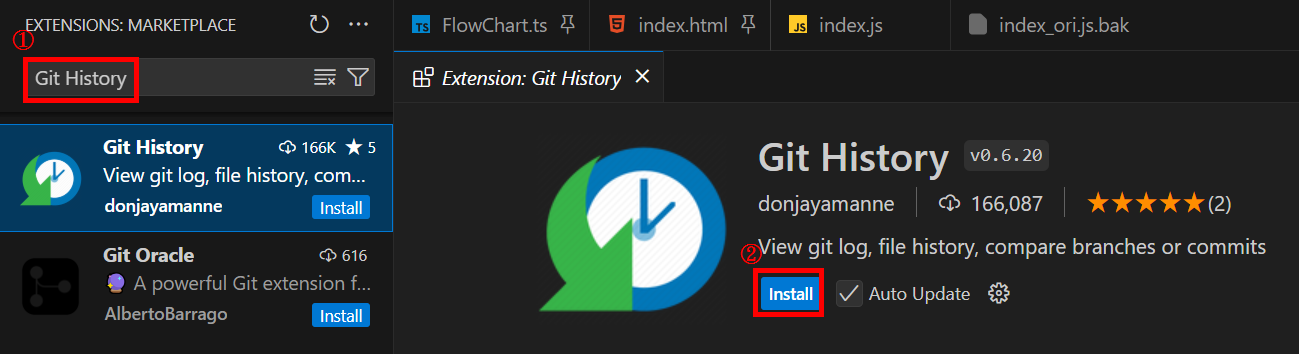 EXTENSIONS: MARKETPLACE
①
Git History
Git History 166K ★ 5
View git log, file history, com...
donjayamanne Install
Git Oracle 616
🔮 A powerful Git extension f...
AlbertoBarrago Install
TS FlowChart.ts
5 index.html
JS index.js
index_ori.js.bak
Extension: Git History
Git History v0.6.20
donjayamanne 166,087 ★★★★★(2)
View git log, file history, compare branches or commits
②
Install Auto Update